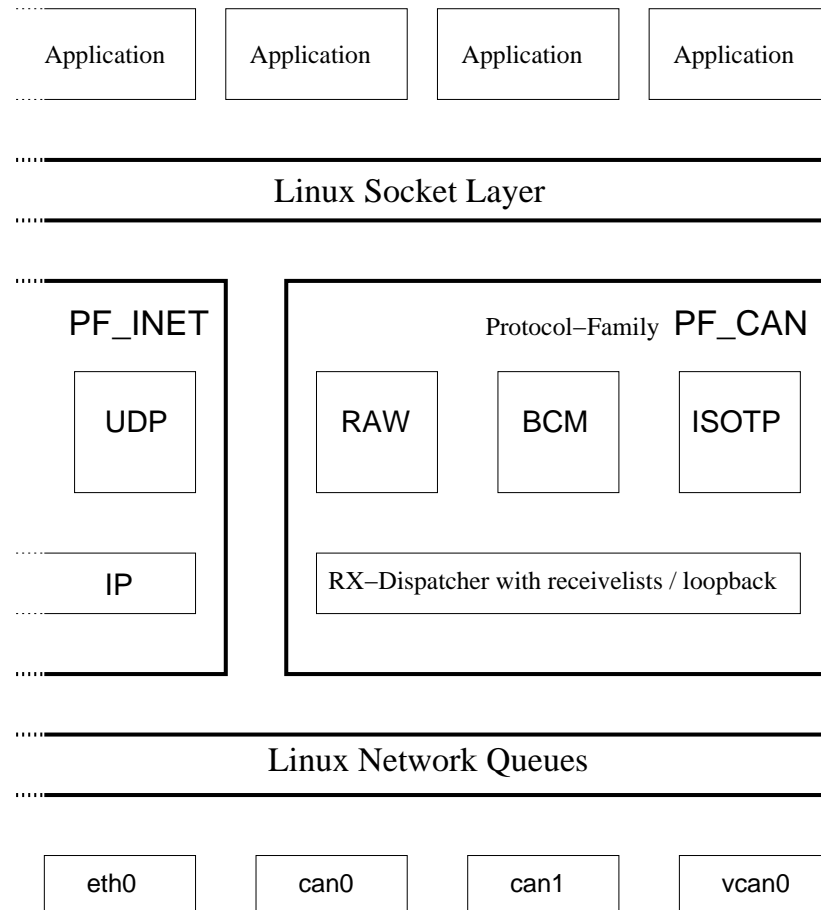 Application Application Application Application
Linux Socket Layer
PF_INET Protocol−Family PF_CAN
UDP RAW BCM ISOTP
IP RX−Dispatcher with receivelists / loopback
Linux Network Queues
eth0 can0 can1 vcan0